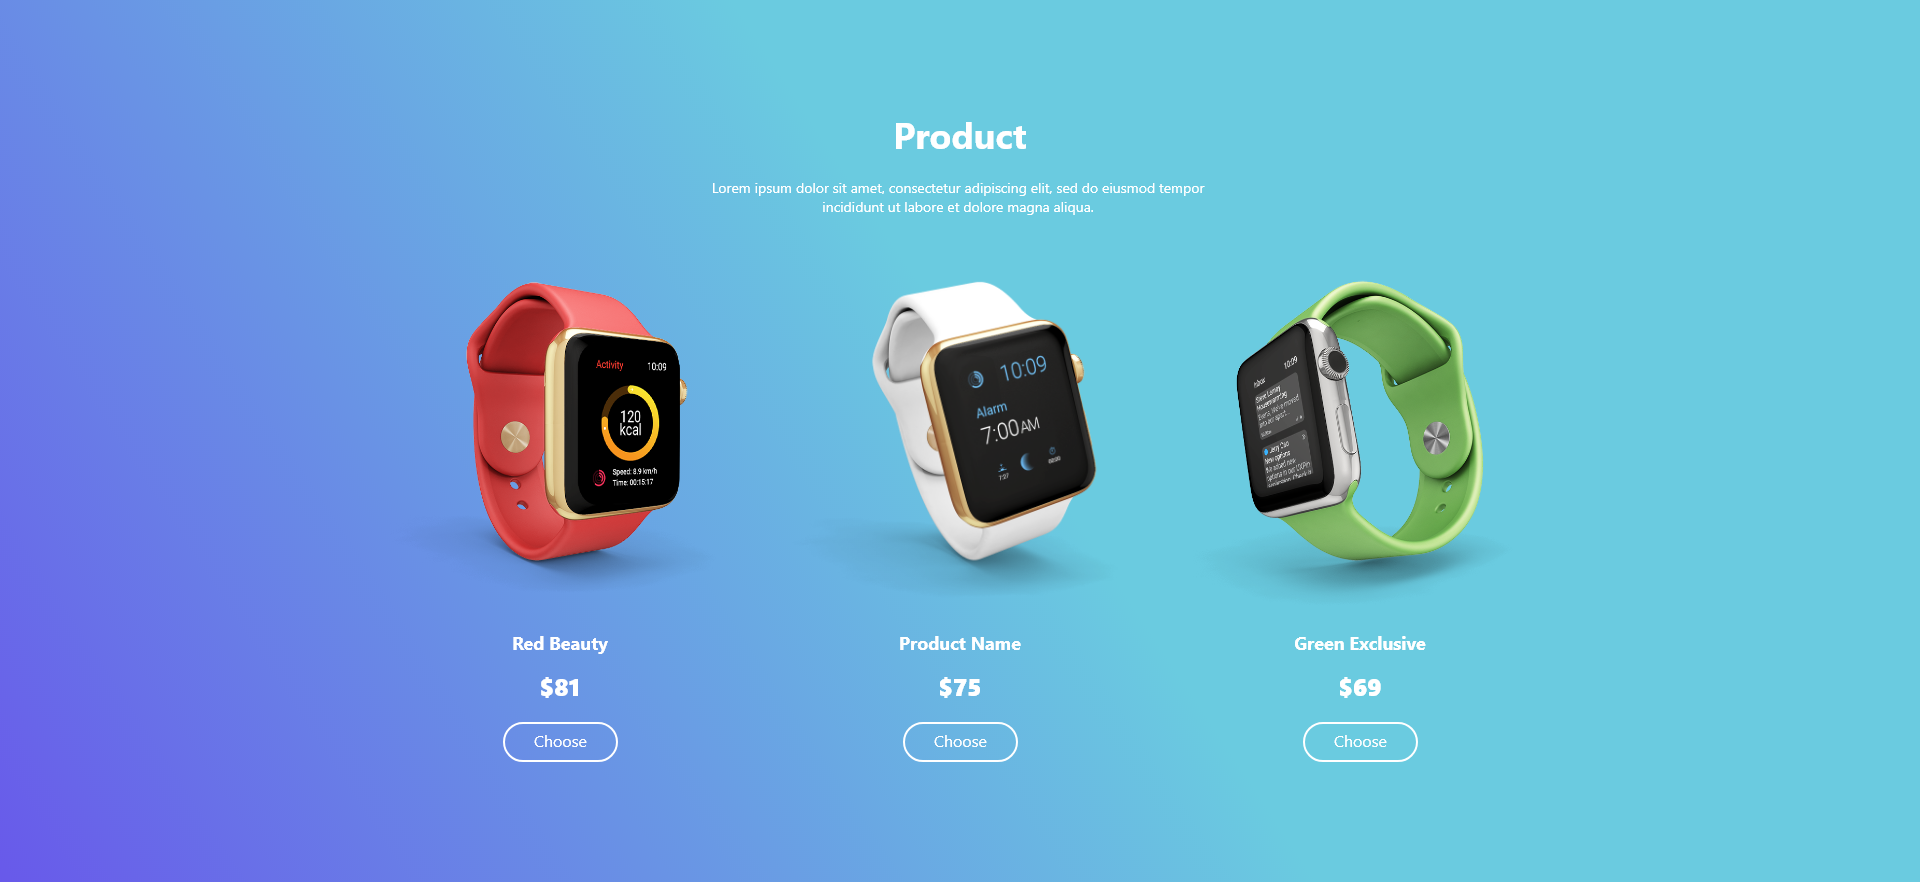 Product
Lorem ipsum dolor sit amet, consectetur adipiscing elit, sed do eiusmod tempor
incididunt ut labore et dolore magna aliqua.
Activity
10:09
120
kcal
Speed: 8.9 km/h
Time: 00:15:17
10:09
Alarm
7:00AM
10:09
Inbox
Red Beauty
Product Name
Green Exclusive
$81
$75
$69
Choose
Choose
Choose